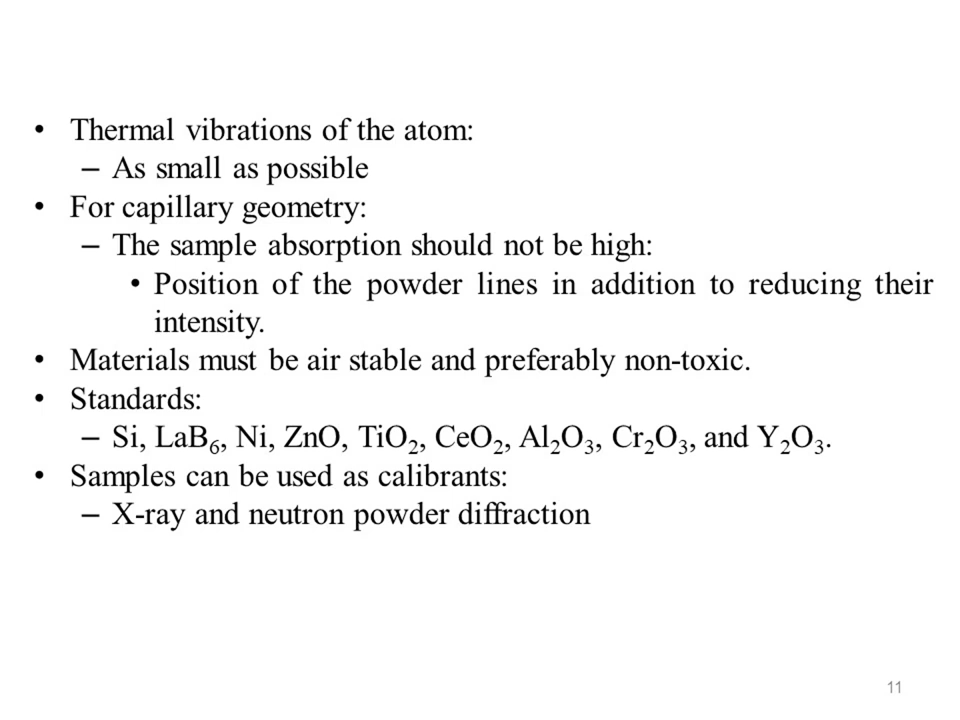 • Thermal vibrations of the atom:
– As small as possible
• For capillary geometry:
– The sample absorption should not be high:
• Position of the powder lines in addition to reducing their
intensity.
• Materials must be air stable and preferably non-toxic.
• Standards:
– Si, LaB₆, Ni, ZnO, TiO₂, CeO₂, Al₂O₃, Cr₂O₃, and Y₂O₃.
• Samples can be used as calibrants:
– X-ray and neutron powder diffraction
11